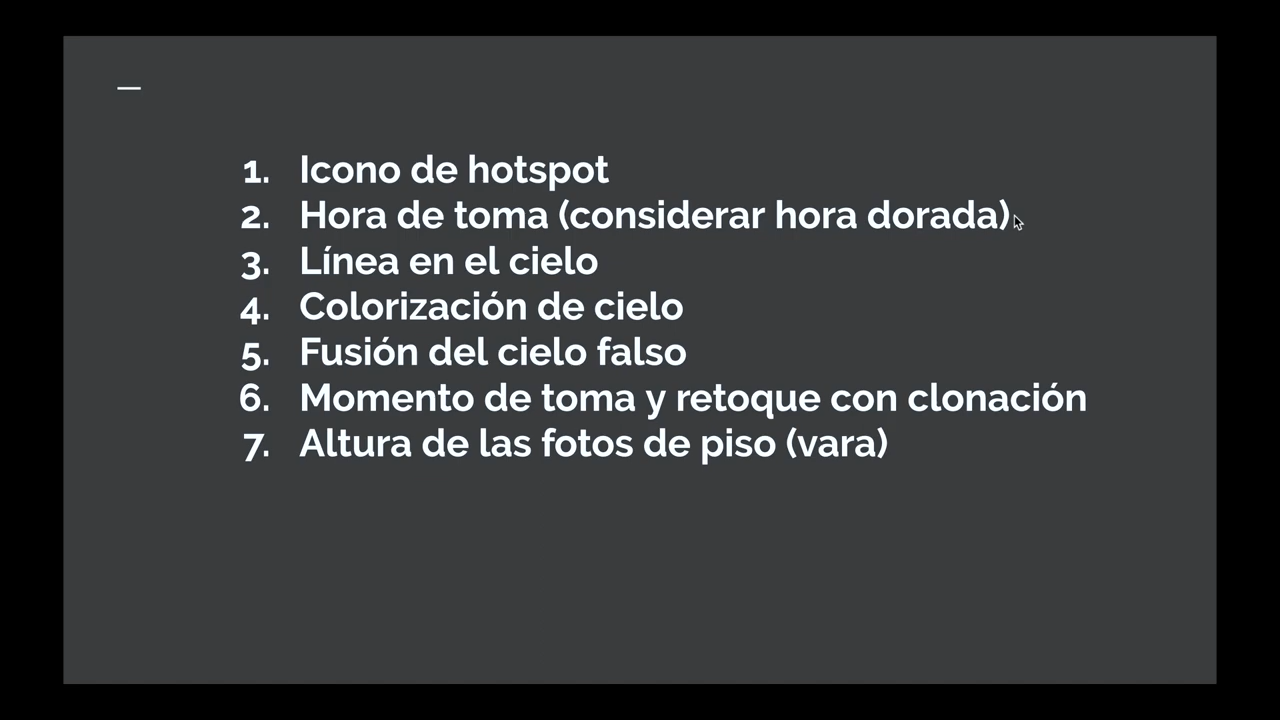 1. Icono de hotspot
2. Hora de toma (considerar hora dorada)
3. Línea en el cielo
4. Colorización de cielo
5. Fusión del cielo falso
6. Momento de toma y retoque con clonación
7. Altura de las fotos de piso (vara)